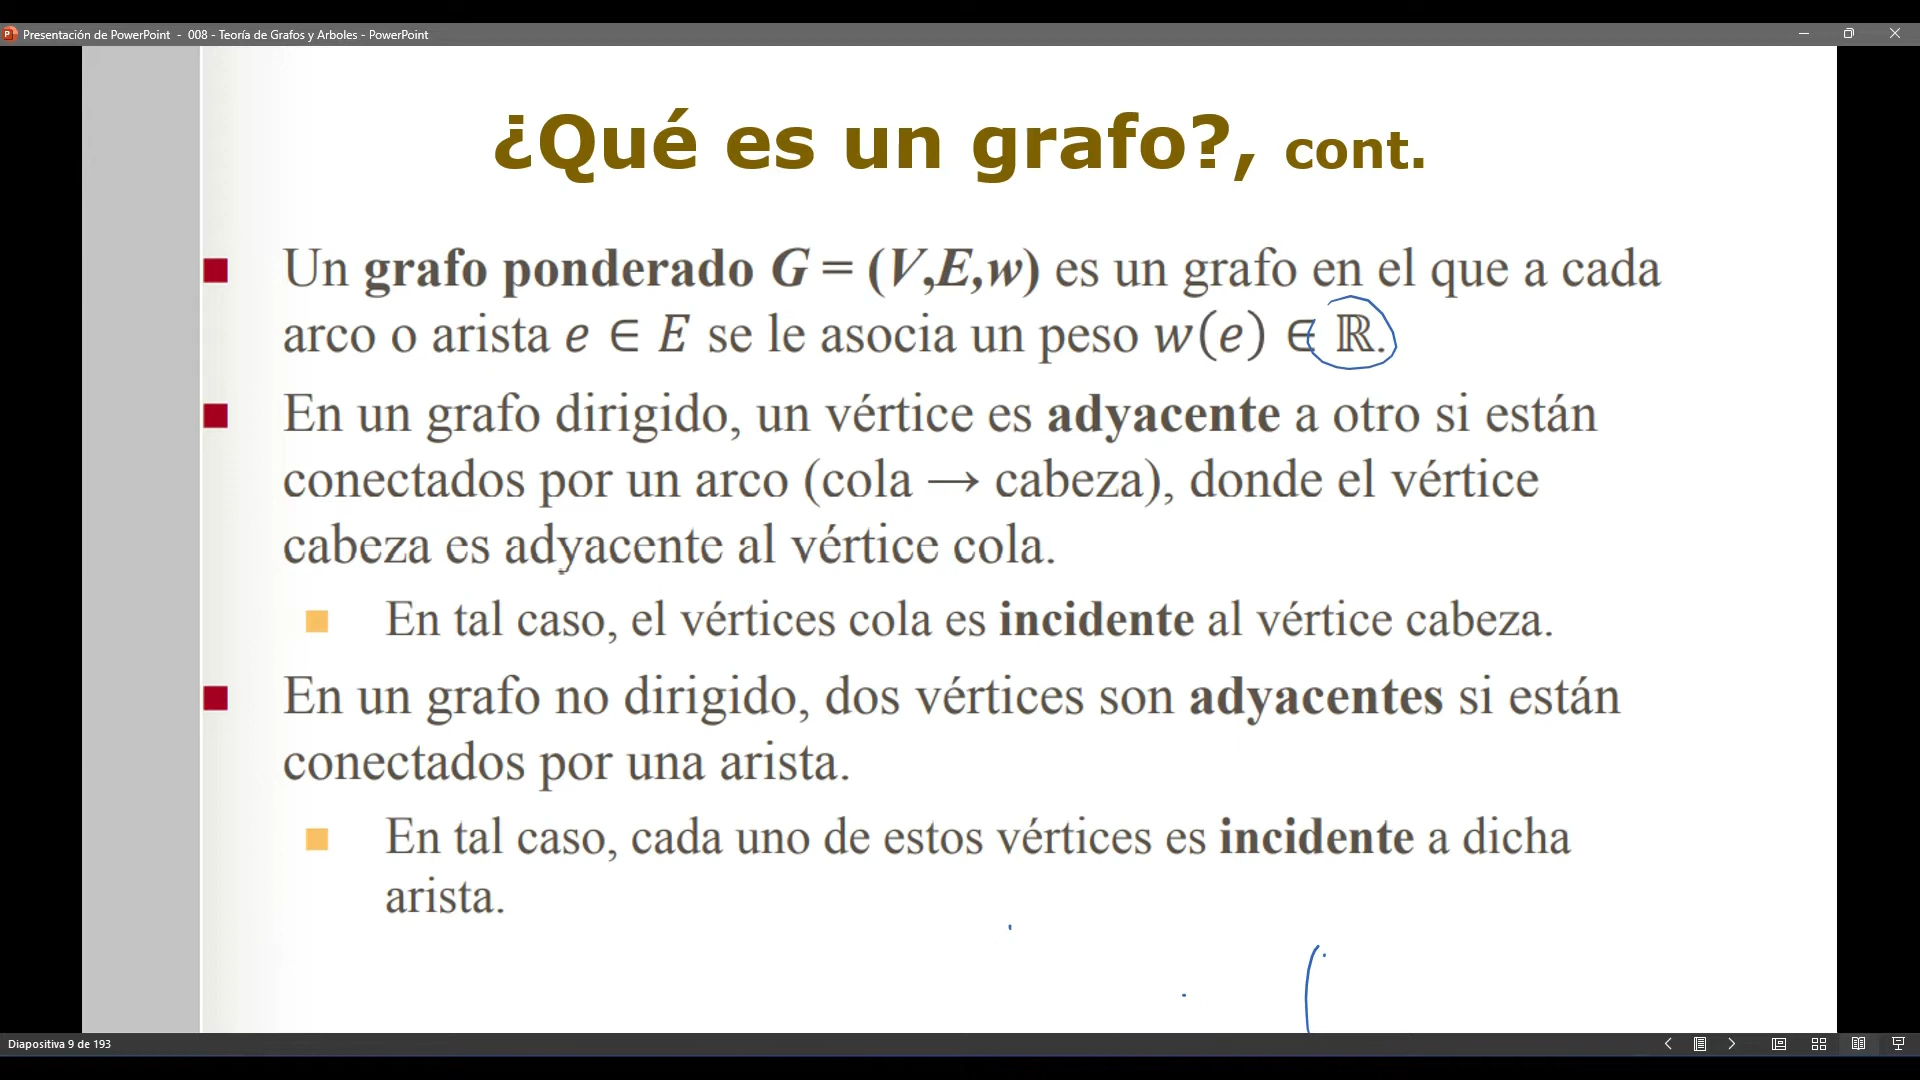 Presentación de PowerPoint - 008 - Teoría de Grafos y Arboles - PowerPoint
¿Qué es un grafo?, cont.
Un grafo ponderado G = (V,E,w) es un grafo en el que a cada
arco o arista e ∈ E se le asocia un peso w(e) ∈ ℝ.
En un grafo dirigido, un vértice es adyacente a otro si están
conectados por un arco (cola → cabeza), donde el vértice
cabeza es adyacente al vértice cola.
En tal caso, el vértices cola es incidente al vértice cabeza.
En un grafo no dirigido, dos vértices son adyacentes si están
conectados por una arista.
En tal caso, cada uno de estos vértices es incidente a dicha
arista.
Diapositiva 9 de 193